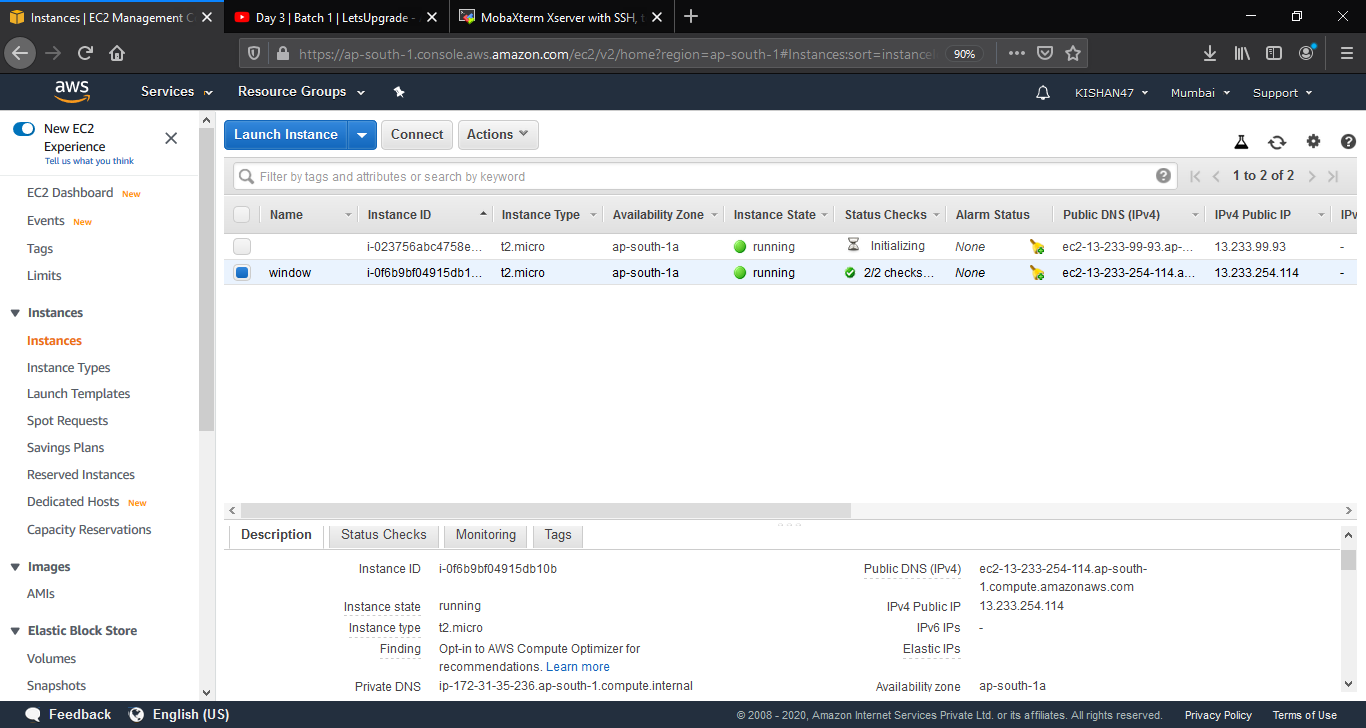 Instances | EC2 Management C
Day 3 | Batch 1 | LetsUpgrade -
MobaXterm Xserver with SSH, t
https://ap-south-1.console.aws.amazon.com/ec2/v2/home?region=ap-south-1#Instances:sort=instanceI
90%
aws
Services
Resource Groups
KISHAN47
Mumbai
Support
New EC2
Experience
Tell us what you think
EC2 Dashboard New
Events New
Tags
Limits
Instances
Instances
Instance Types
Launch Templates
Spot Requests
Savings Plans
Reserved Instances
Dedicated Hosts New
Capacity Reservations
Images
AMIs
Elastic Block Store
Volumes
Snapshots
Launch Instance
Connect
Actions
Filter by tags and attributes or search by keyword
1 to 2 of 2
Name Instance ID Instance Type Availability Zone Instance State Status Checks Alarm Status Public DNS (IPv4) IPv4 Public IP IPv
i-023756abc4758e... t2.micro ap-south-1a running Initializing None ec2-13-233-99-93.ap-... 13.233.99.93 -
window i-0f6b9bf04915db1... t2.micro ap-south-1a running 2/2 checks... None ec2-13-233-254-114.a... 13.233.254.114 -
Description Status Checks Monitoring Tags
Instance ID i-0f6b9bf04915db10b
Instance state running
Instance type t2.micro
Finding Opt-in to AWS Compute Optimizer for
recommendations. Learn more
Private DNS ip-172-31-35-236.ap-south-1.compute.internal
Public DNS (IPv4) ec2-13-233-254-114.ap-south-
1.compute.amazonaws.com
IPv4 Public IP 13.233.254.114
IPv6 IPs -
Elastic IPs
Availability zone ap-south-1a
Feedback
English (US)
© 2008 - 2020, Amazon Internet Services Private Ltd. or its affiliates. All rights reserved.
Privacy Policy
Terms of Use